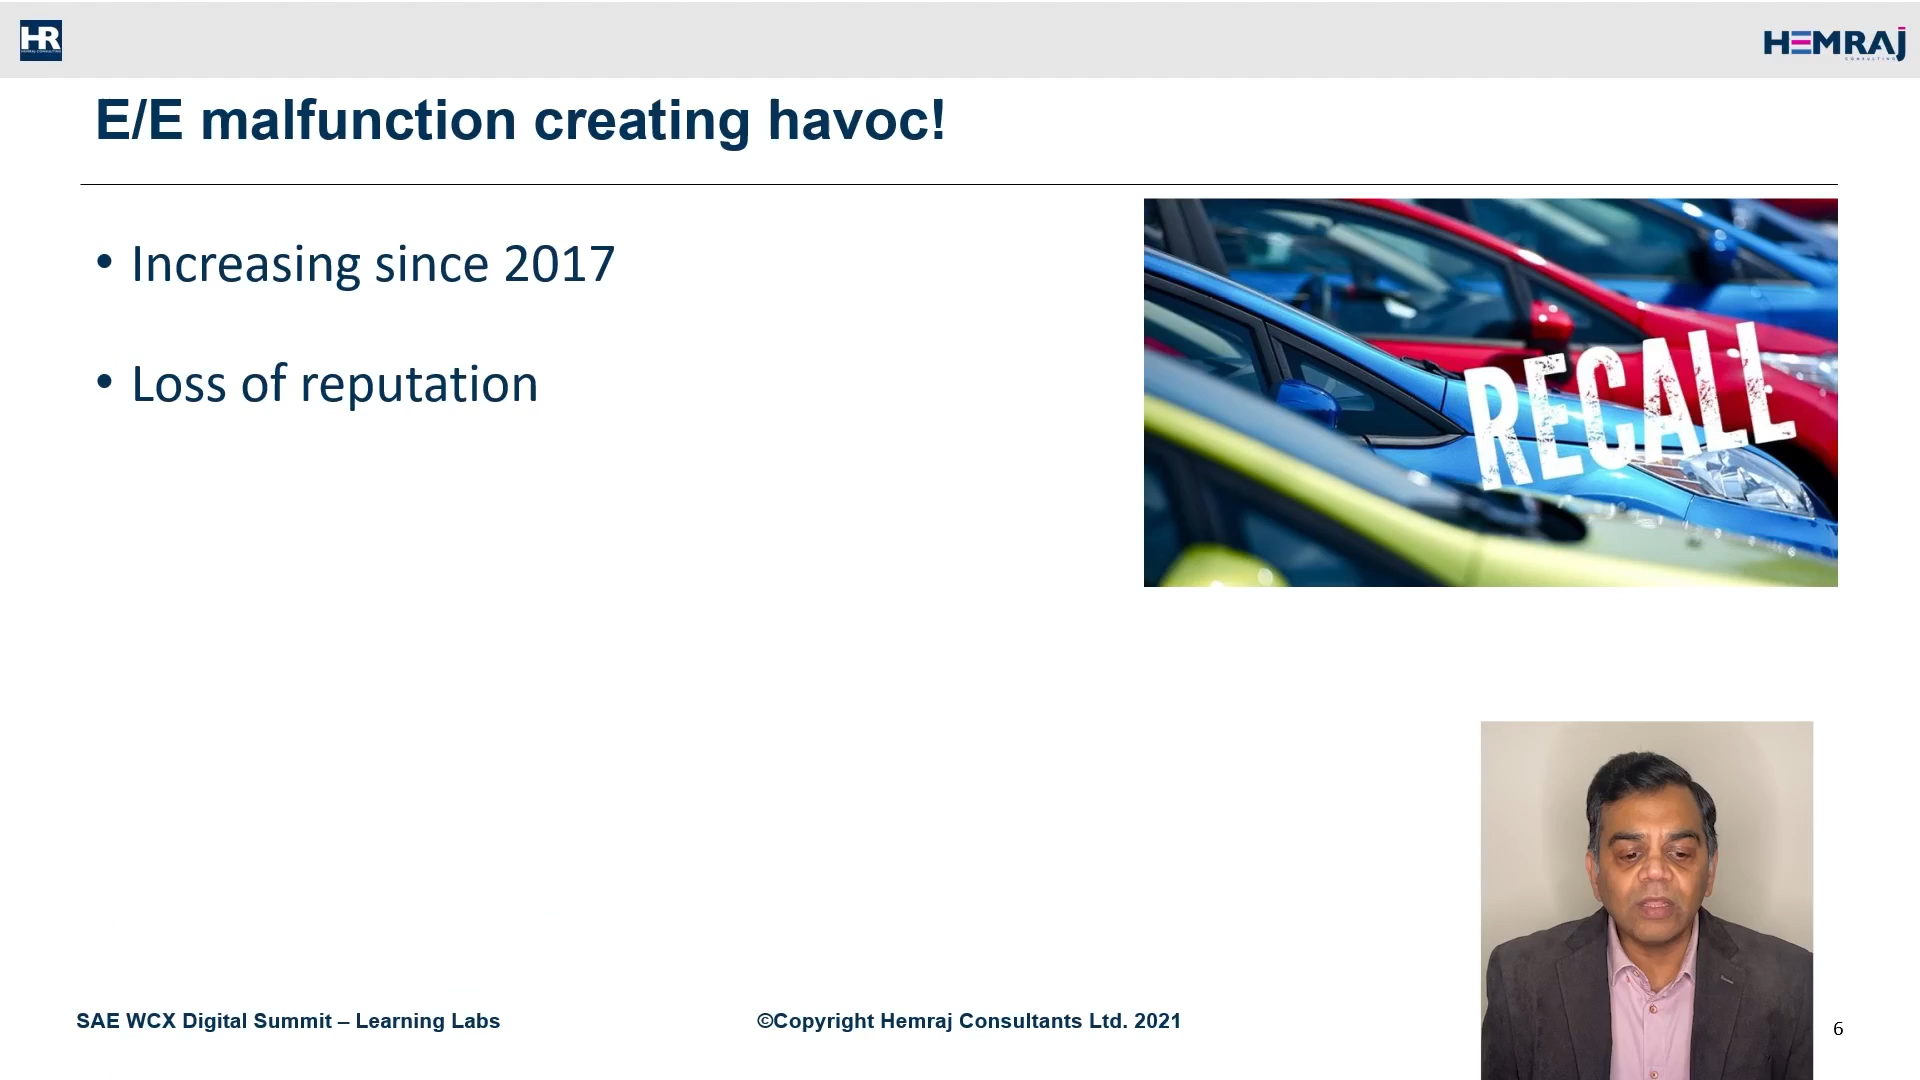 HR
HEMRAJ
CONSULTING
E/E malfunction creating havoc!
• Increasing since 2017
• Loss of reputation
RECALL
SAE WCX Digital Summit – Learning Labs
©Copyright Hemraj Consultants Ltd. 2021
6